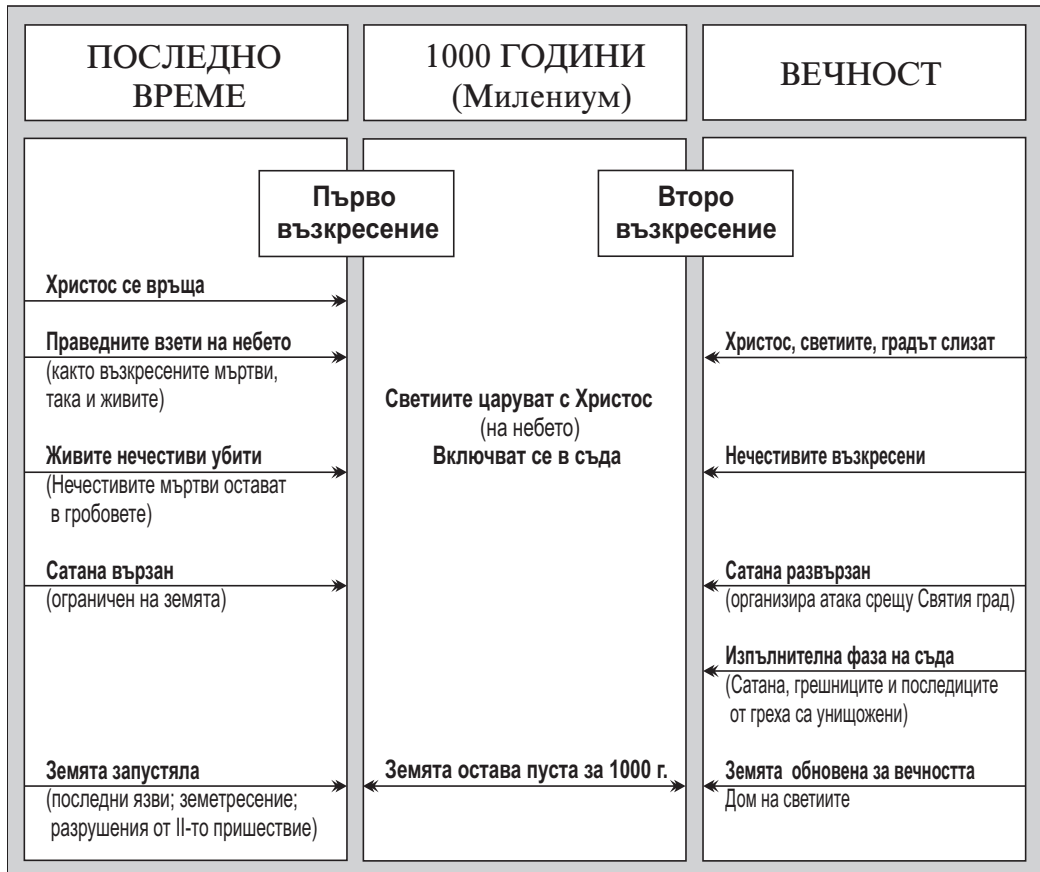 ПОСЛЕДНО
ВРЕМЕ
1000 ГОДИНИ
(Милениум)
ВЕЧНОСТ
Първо
възкресение
Второ
възкресение
Христос се връща
Праведните взети на небето
(както възкресените мъртви,
така и живите)
Живите нечестиви убити
(Нечестивите мъртви остават
в гробовете)
Сатана вързан
(ограничен на земята)
Земята запустяла
(последни язви; земетресение;
разрушения от II-то пришествие)
Светиите царуват с Христос
(на небето)
Включват се в съда
Земята остава пуста за 1000 г.
Христос, светиите, градът слизат
Нечестивите възкресени
Сатана развързан
(организира атака срещу Святия град)
Изпълнителна фаза на съда
(Сатана, грешниците и последиците
от греха са унищожени)
Земята обновена за вечността
Дом на светиите